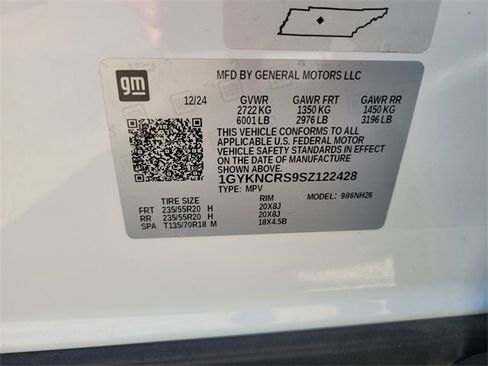 gm
MFD BY GENERAL MOTORS LLC
12/24 GVWR GAWR FRT GAWR RR
2722 KG 1350 KG 1450 KG
6001 LB 2976 LB 3196 LB
THIS VEHICLE CONFORMS TO ALL
APPLICABLE U.S. FEDERAL MOTOR
VEHICLE SAFETY STANDARDS IN
EFFECT ON THE DATE OF MANUFACTURE
SHOWN ABOVE.
1GYKNCRS9SZ122428
TYPE: MPV MODEL: 986NH26
TIRE SIZE RIM
FRT 235/55R20 H 20X8J
RR 235/55R20 H 20X8J
SPA T135/70R18 M 18X4.5B